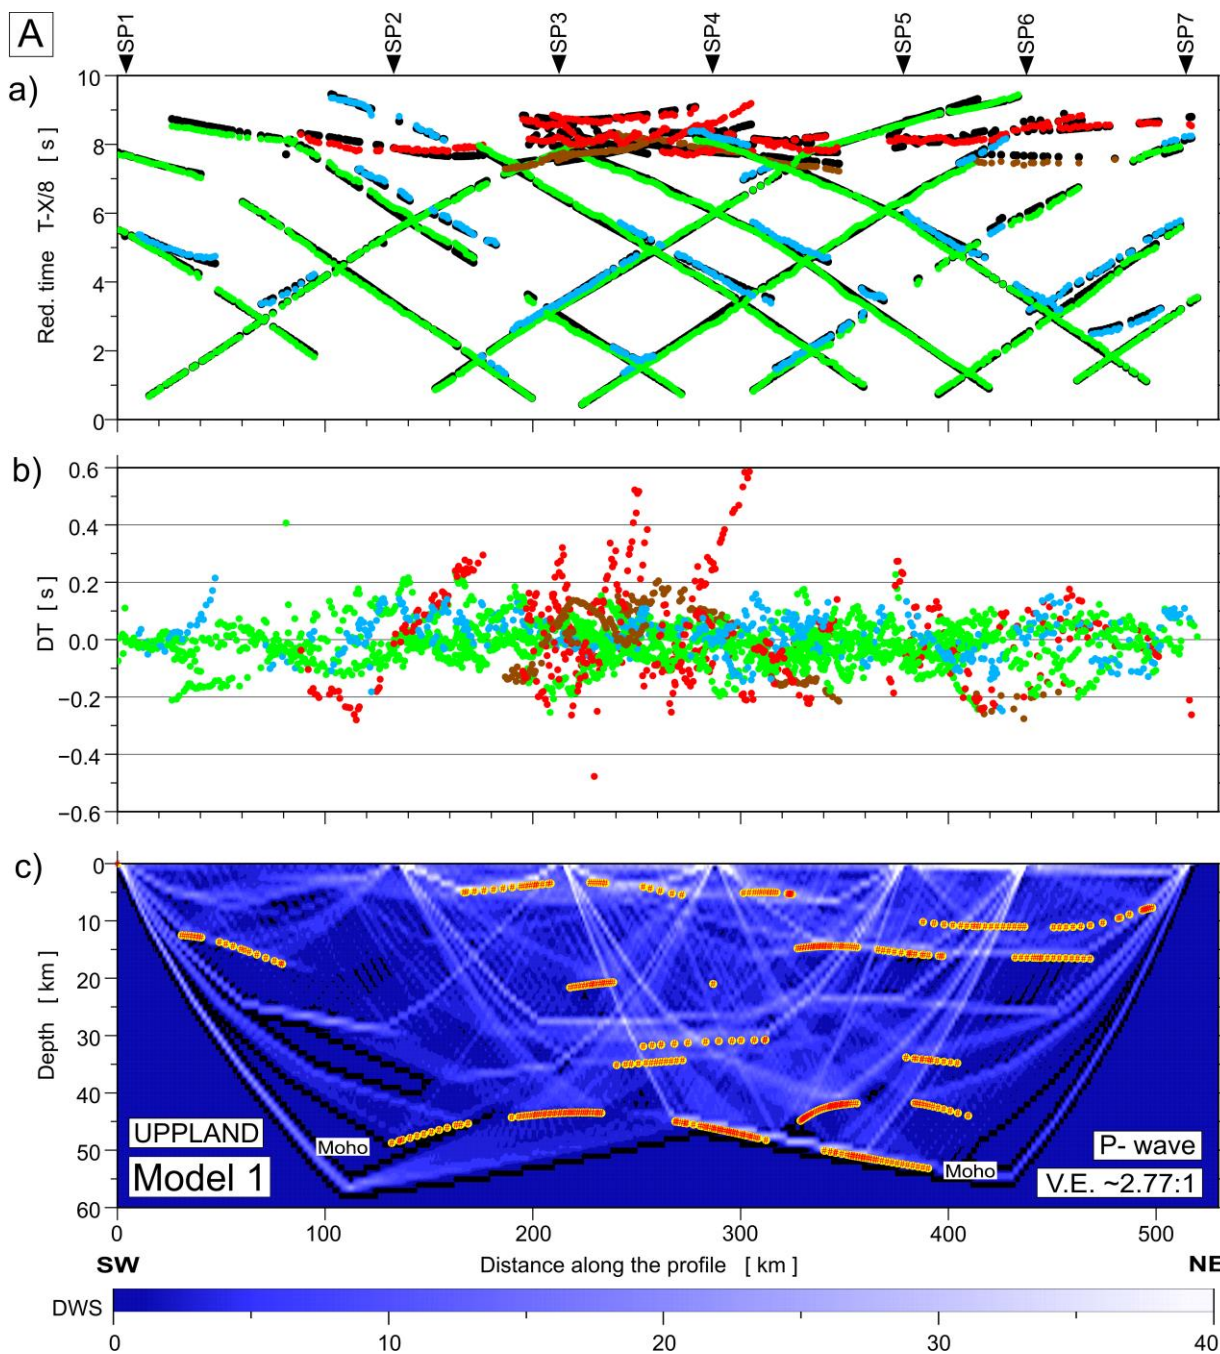 A
SP1 SP2 SP3 SP4 SP5 SP6 SP7
a)
Red. time T-X/8 [ s ]
10
8
6
4
2
0
b)
DT [ s ]
0.6
0.4
0.2
0.0
−0.2
−0.4
−0.6
c)
Depth [ km ]
0
10
20
30
40
50
60
UPPLAND
Model 1
Moho
Moho
P- wave
V.E. ~2.77:1
0 100 200 300 400 500
SW Distance along the profile [ km ] NE
DWS
0 10 20 30 40